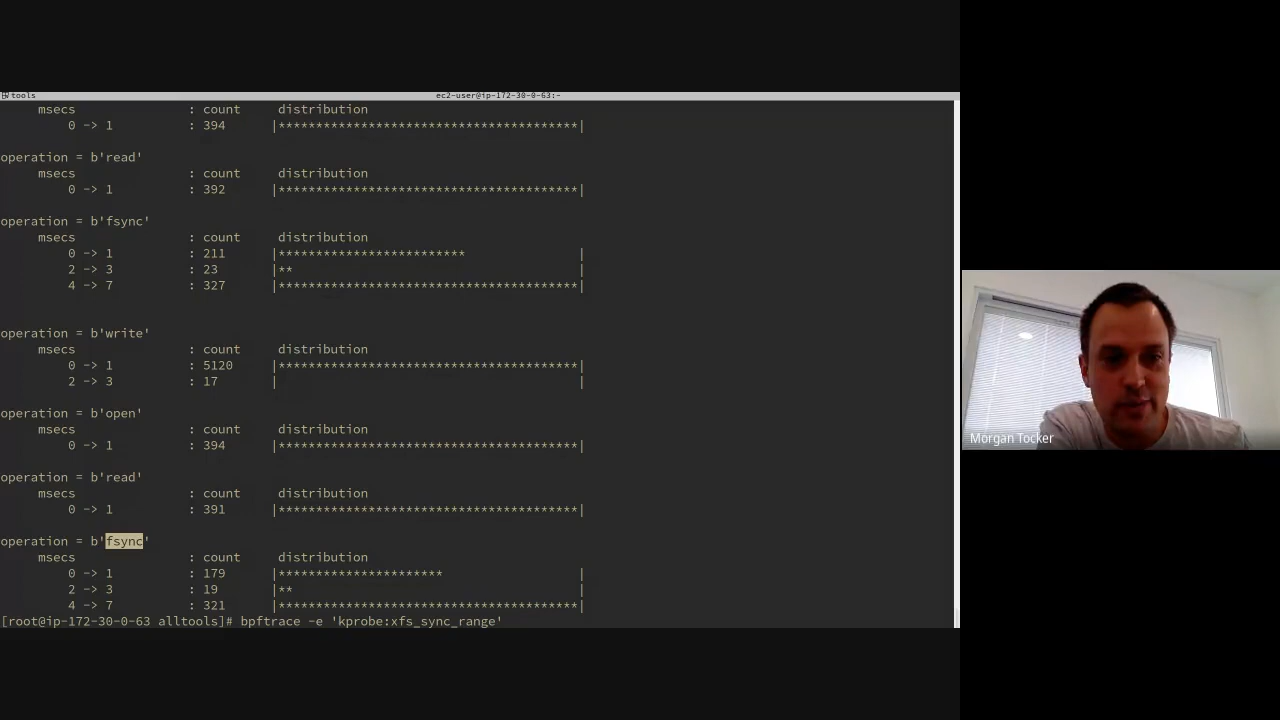 tools
ec2-user@ip-172-30-0-63:~
msecs : count distribution
0 -> 1 : 394 |****************************************|
operation = b'read'
msecs : count distribution
0 -> 1 : 392 |****************************************|
operation = b'fsync'
msecs : count distribution
0 -> 1 : 211 |************************* |
2 -> 3 : 23 |** |
4 -> 7 : 327 |****************************************|
operation = b'write'
msecs : count distribution
0 -> 1 : 5120 |****************************************|
2 -> 3 : 17 | |
operation = b'open'
msecs : count distribution
0 -> 1 : 394 |****************************************|
operation = b'read'
msecs : count distribution
0 -> 1 : 391 |****************************************|
operation = b'fsync'
msecs : count distribution
0 -> 1 : 179 |********************** |
2 -> 3 : 19 |** |
4 -> 7 : 321 |****************************************|
[root@ip-172-30-0-63 alltools]# bpftrace -e 'kprobe:xfs_sync_range'
Morgan Tocker